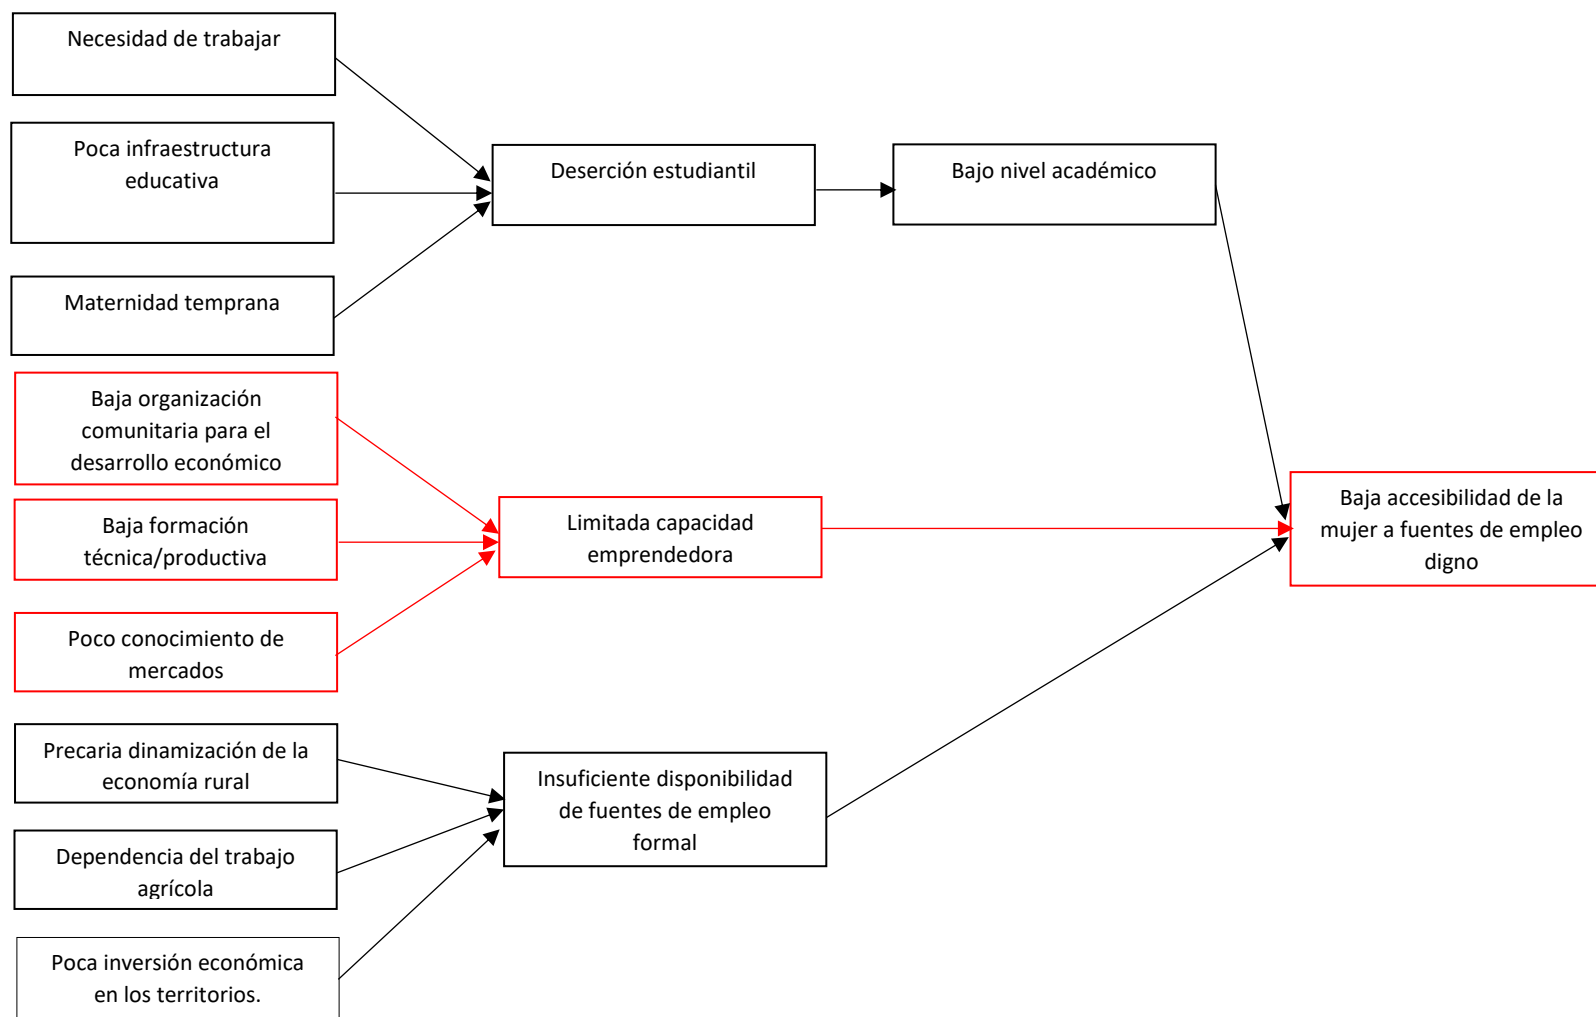 Necesidad de trabajar
Poca infraestructura
educativa
Maternidad temprana
Deserción estudiantil
Bajo nivel académico
Baja organización
comunitaria para el
desarrollo económico
Baja formación
técnica/productiva
Poco conocimiento de
mercados
Limitada capacidad
emprendedora
Baja accesibilidad de la
mujer a fuentes de empleo
digno
Precaria dinamización de la
economía rural
Dependencia del trabajo
agrícola
Poca inversión económica
en los territorios.
Insuficiente disponibilidad
de fuentes de empleo
formal